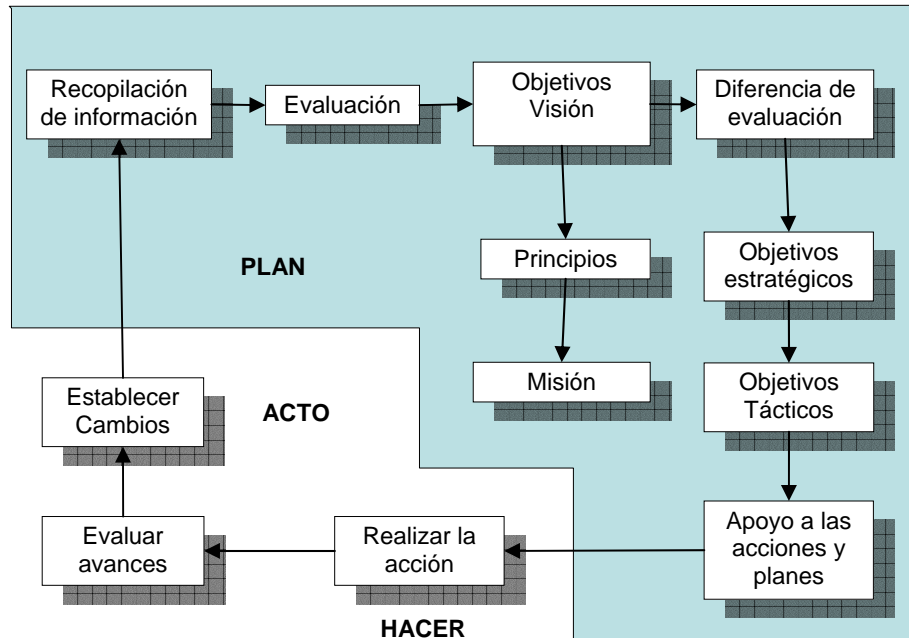 Recopilación
de información
Evaluación
Objetivos
Visión
Diferencia de
evaluación
PLAN
Principios
Objetivos
estratégicos
Misión
Objetivos
Tácticos
Establecer
Cambios
ACTO
Evaluar
avances
Realizar la
acción
Apoyo a las
acciones y
planes
HACER